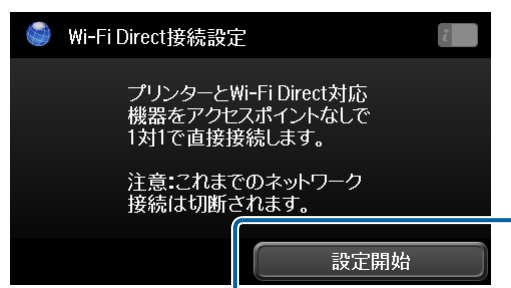 Wi-Fi Direct接続設定
プリンターとWi-Fi Direct対応
機器をアクセスポイントなしで
1対1で直接接続します。
注意:これまでのネットワーク
接続は切断されます。
設定開始